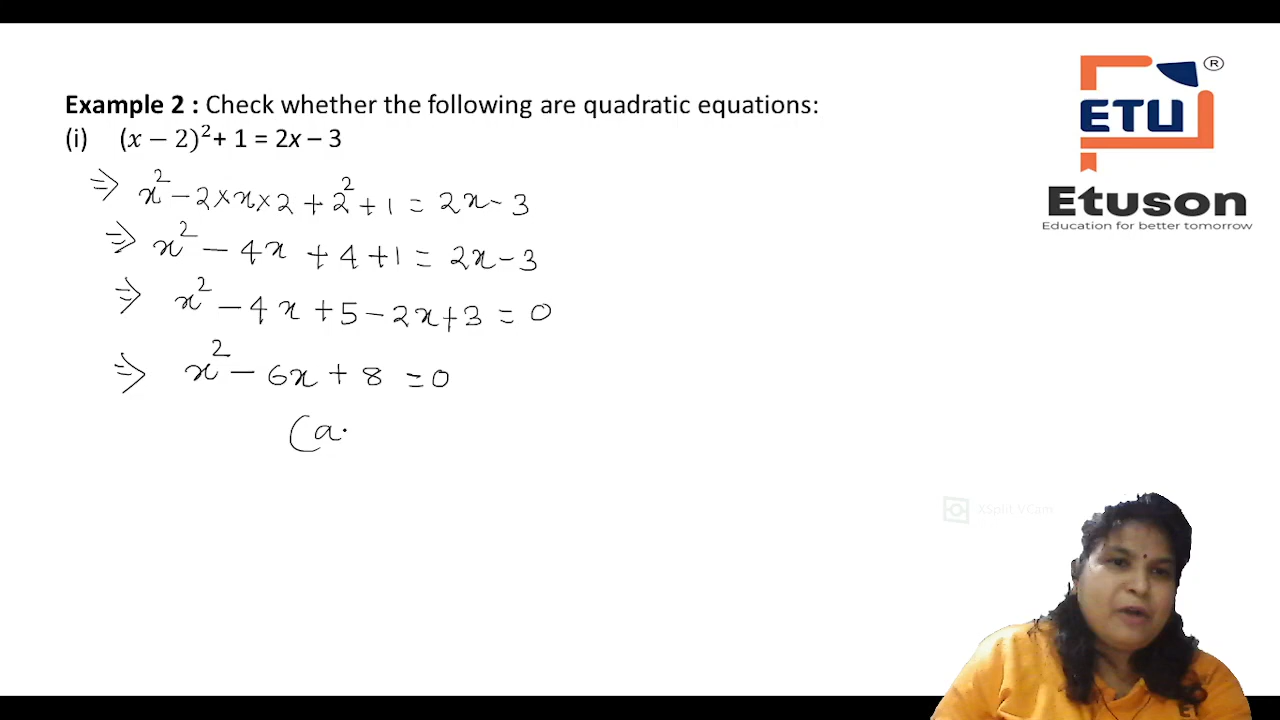 Example 2 : Check whether the following are quadratic equations:
(i) (x − 2)²+ 1 = 2x – 3
⇒ x² − 2×x×2 + 2² + 1 = 2x − 3
⇒ x² − 4x + 4 + 1 = 2x − 3
⇒ x² − 4x + 5 − 2x + 3 = 0
⇒ x² − 6x + 8 = 0
(a.
ETU ®
Etuson
Education for better tomorrow
XSplit VCam